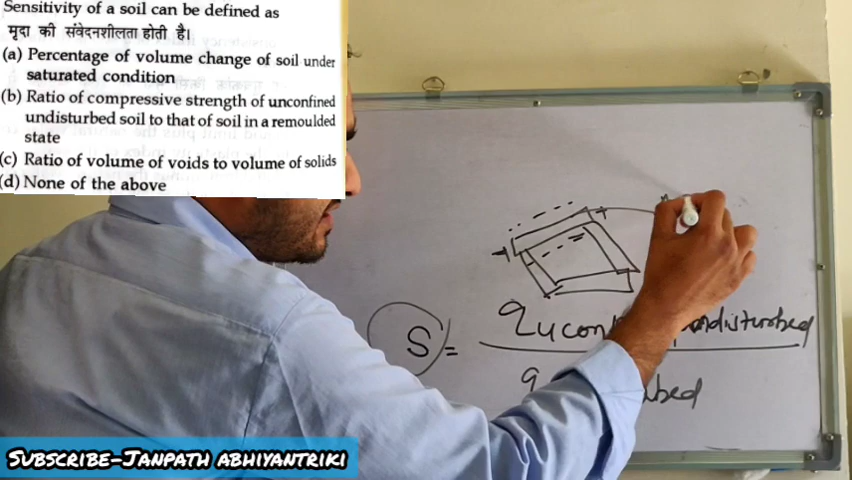 Sensitivity of a soil can be defined as
मृदा की संवेदनशीलता होती है।
(a) Percentage of volume change of soil under
saturated condition
(b) Ratio of compressive strength of unconfined
undisturbed soil to that of soil in a remoulded
state
(c) Ratio of volume of voids to volume of solids
(d) None of the above
S =
SUBSCRIBE-JANPATH ABHIYANTRIKI